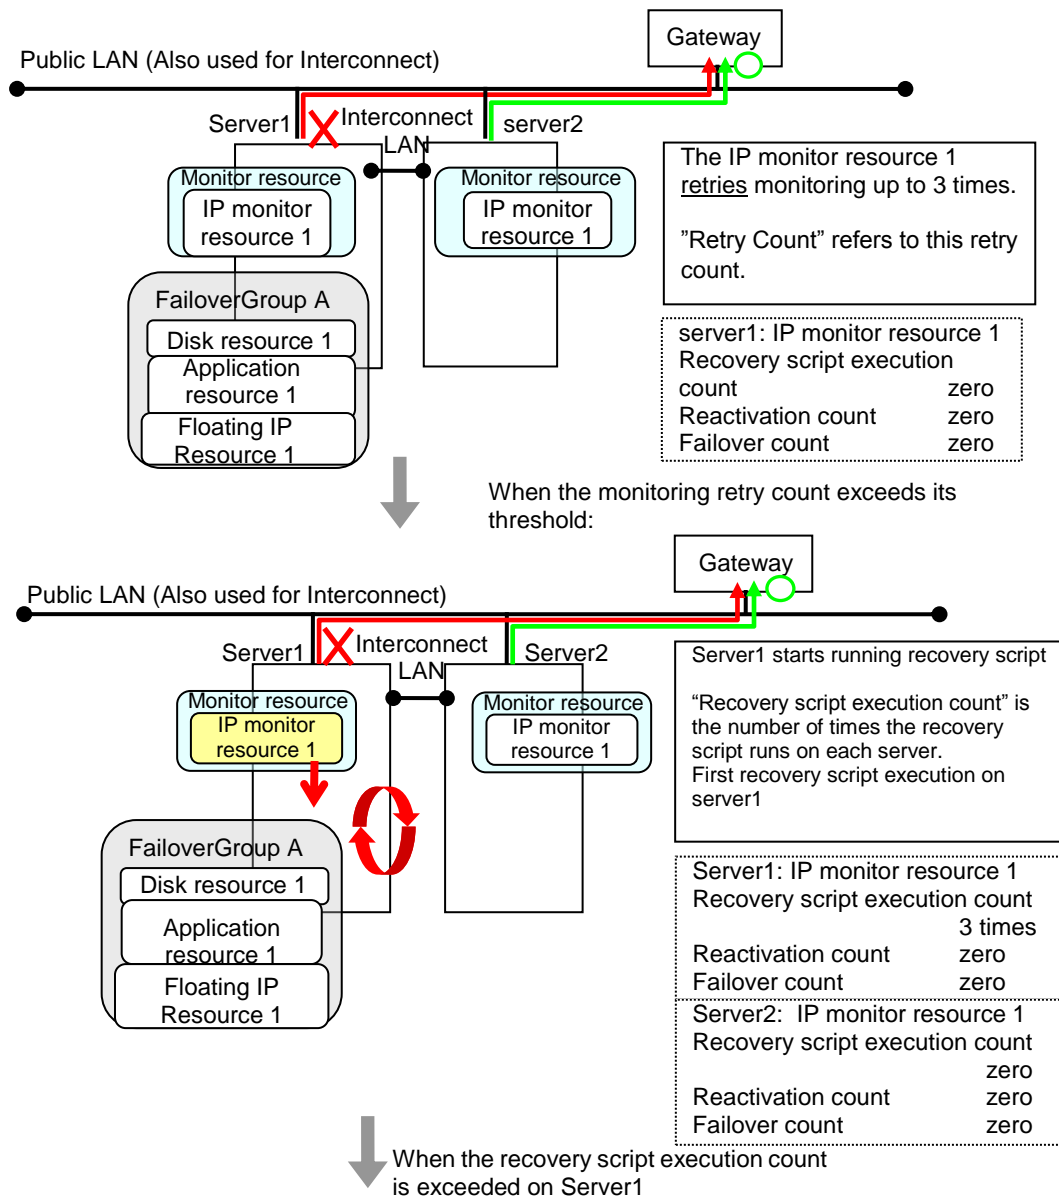 Gateway
Public LAN (Also used for Interconnect)
Server1
Interconnect
LAN
server2
Monitor resource
IP monitor
resource 1
Monitor resource
IP monitor
resource 1
FailoverGroup A
Disk resource 1
Application
resource 1
Floating IP
Resource 1
The IP monitor resource 1
retries monitoring up to 3 times.
”Retry Count” refers to this retry
count.
server1: IP monitor resource 1
Recovery script execution
count zero
Reactivation count zero
Failover count zero
When the monitoring retry count exceeds its
threshold:
Gateway
Public LAN (Also used for Interconnect)
Server1
Interconnect
LAN
Server2
Monitor resource
IP monitor
resource 1
Monitor resource
IP monitor
resource 1
FailoverGroup A
Disk resource 1
Application
resource 1
Floating IP
Resource 1
Server1 starts running recovery script
“Recovery script execution count” is
the number of times the recovery
script runs on each server.
First recovery script execution on
server1
Server1: IP monitor resource 1
Recovery script execution count
3 times
Reactivation count zero
Failover count zero
Server2: IP monitor resource 1
Recovery script execution count
zero
Reactivation count zero
Failover count zero
When the recovery script execution count
is exceeded on Server1